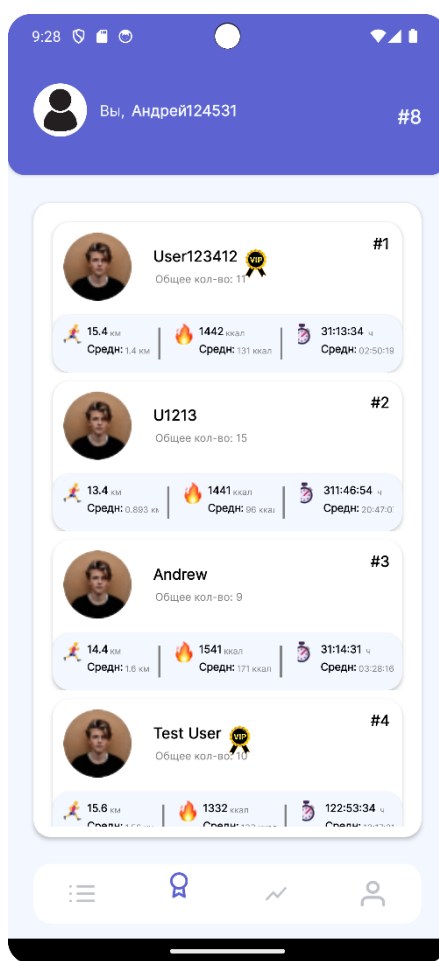 9:28
Вы, Андрей124531
#8
User123412 VIP #1
Общее кол-во: 11
15.4 км 1442 ккал 31:13:34 ч
Средн: 1.4 км Средн: 131 ккал Средн: 02:50:19
U1213 #2
Общее кол-во: 15
13.4 км 1441 ккал 311:46:54 ч
Средн: 0.893 км Средн: 96 ккал Средн: 20:47:07
Andrew #3
Общее кол-во: 9
14.4 км 1541 ккал 31:14:31 ч
Средн: 1.6 км Средн: 171 ккал Средн: 03:28:16
Test User VIP #4
Общее кол-во: 10
15.6 км 1332 ккал 122:53:34 ч
Средн: Средн: Средн: